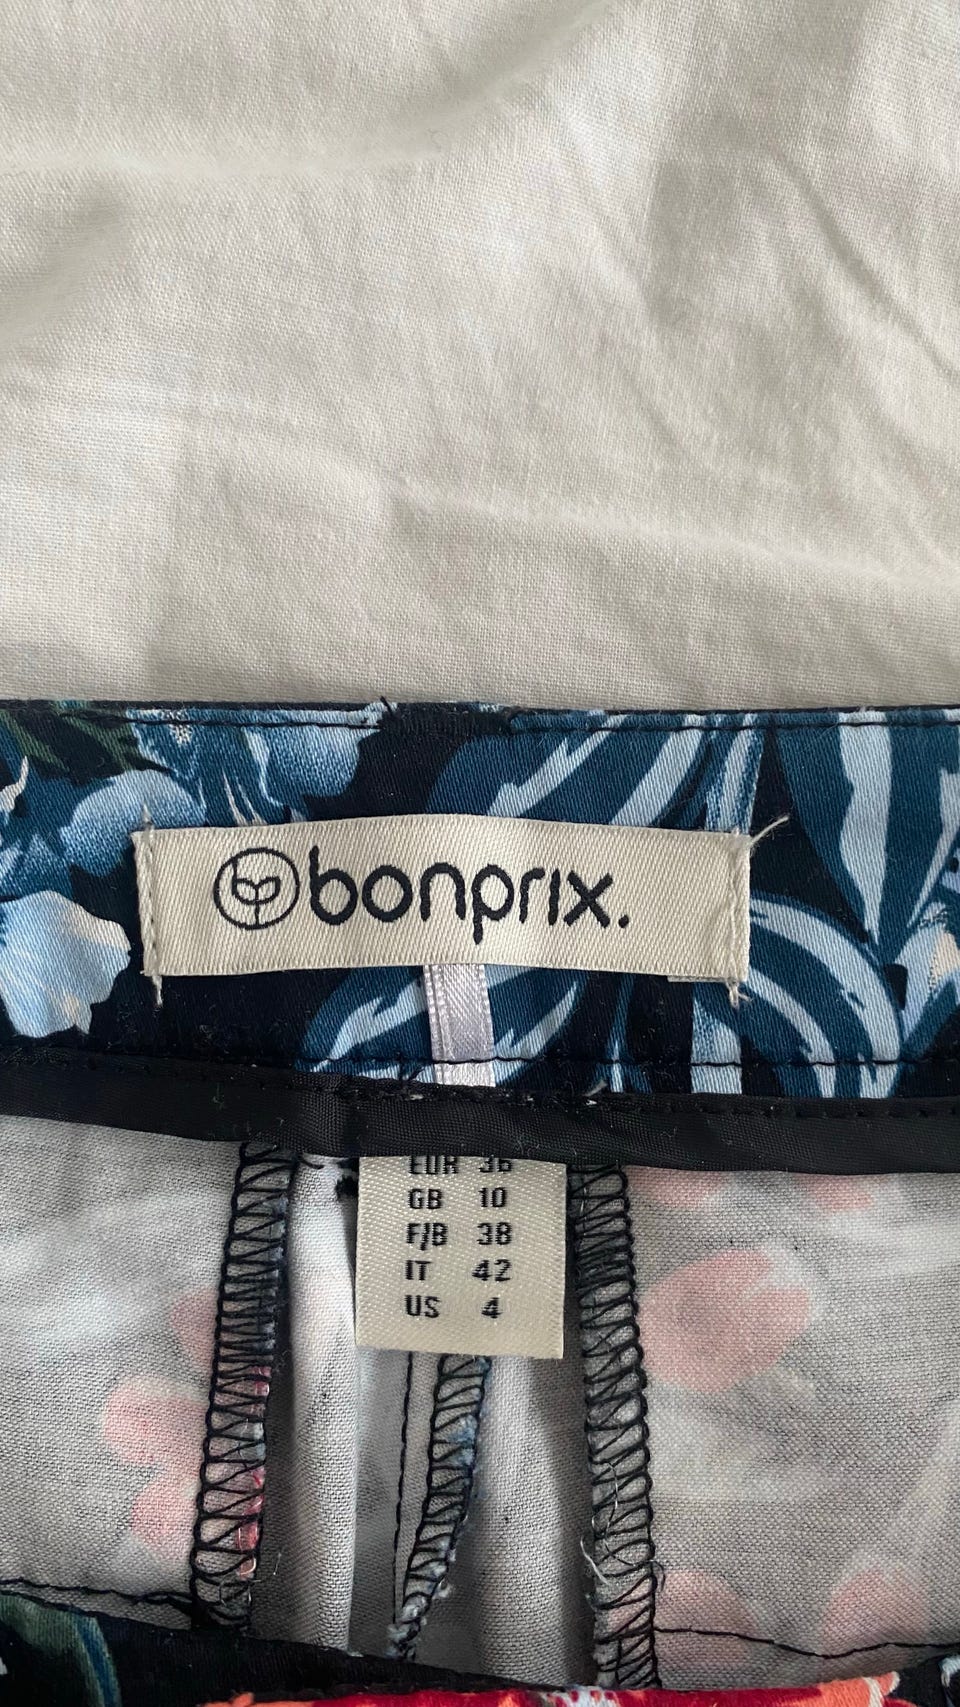 bonprix.
EUR 36
GB 10
F/B 38
IT 42
US 4